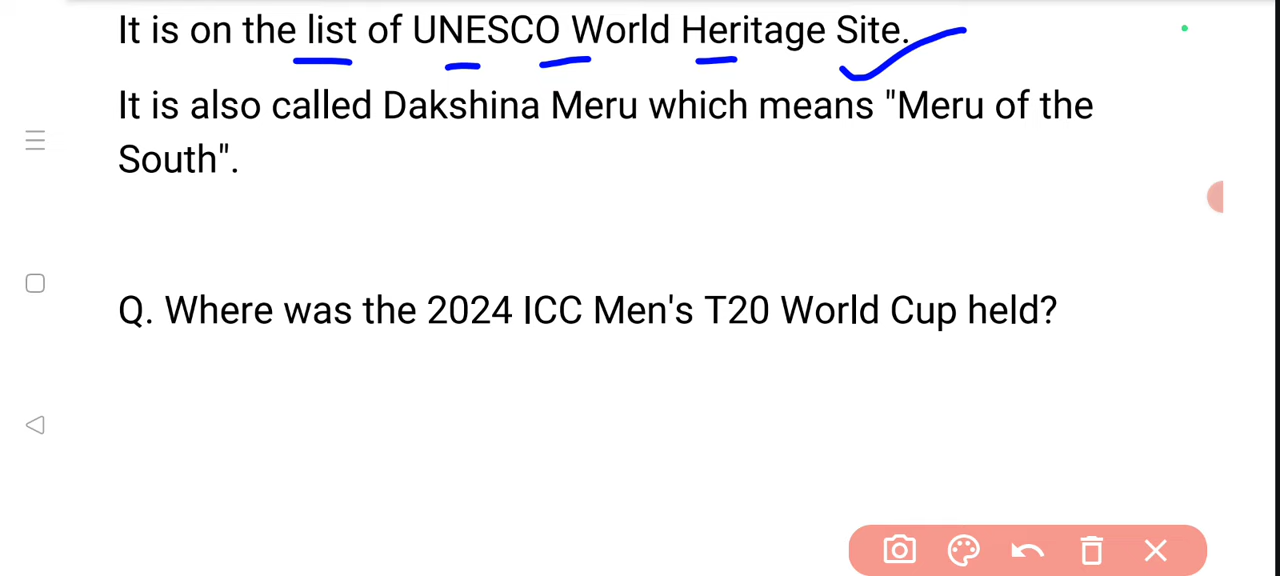 It is on the list of UNESCO World Heritage Site.
It is also called Dakshina Meru which means "Meru of the
South".
Q. Where was the 2024 ICC Men's T20 World Cup held?